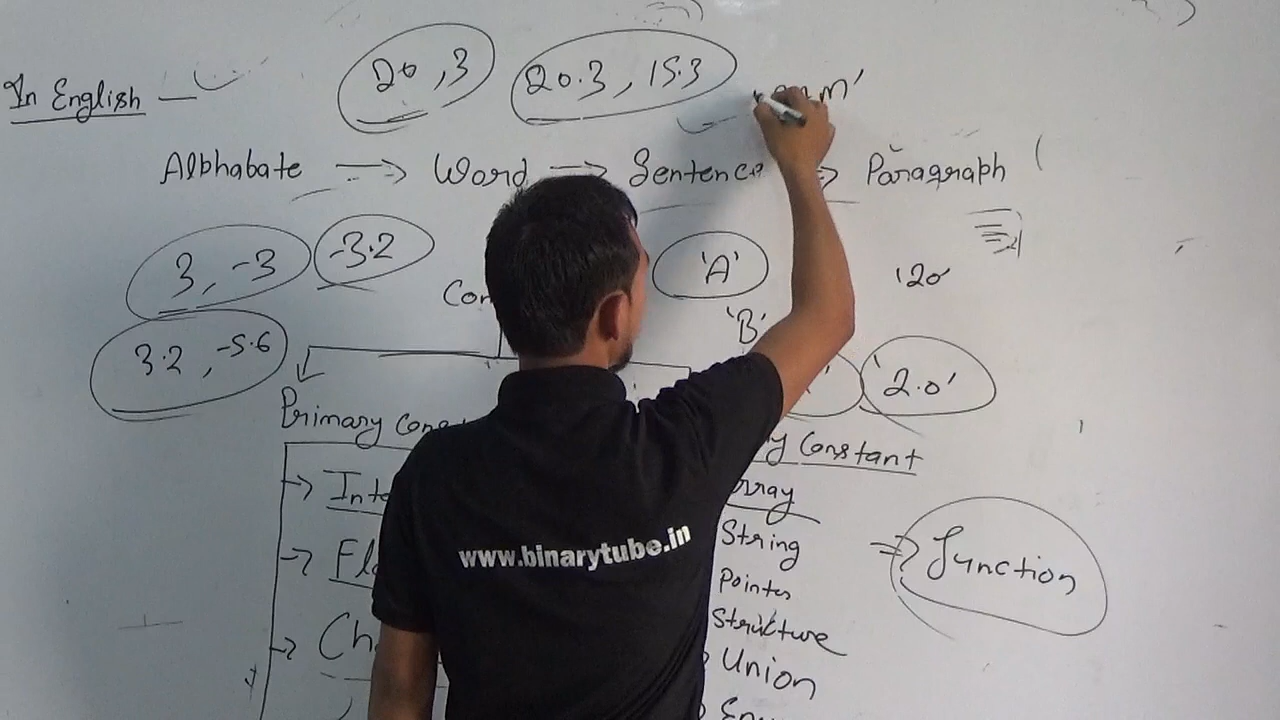 In English —
20 , 3
20.3 , 15.3
Alphabate → Word → Sentence → Paragraph
3 , -3
-3.2
'A'
'20'
'B'
3.2 , -5.6
'2.0'
Primary
Constant
String
Function
Pointer
Structure
Union
www.binarytube.in